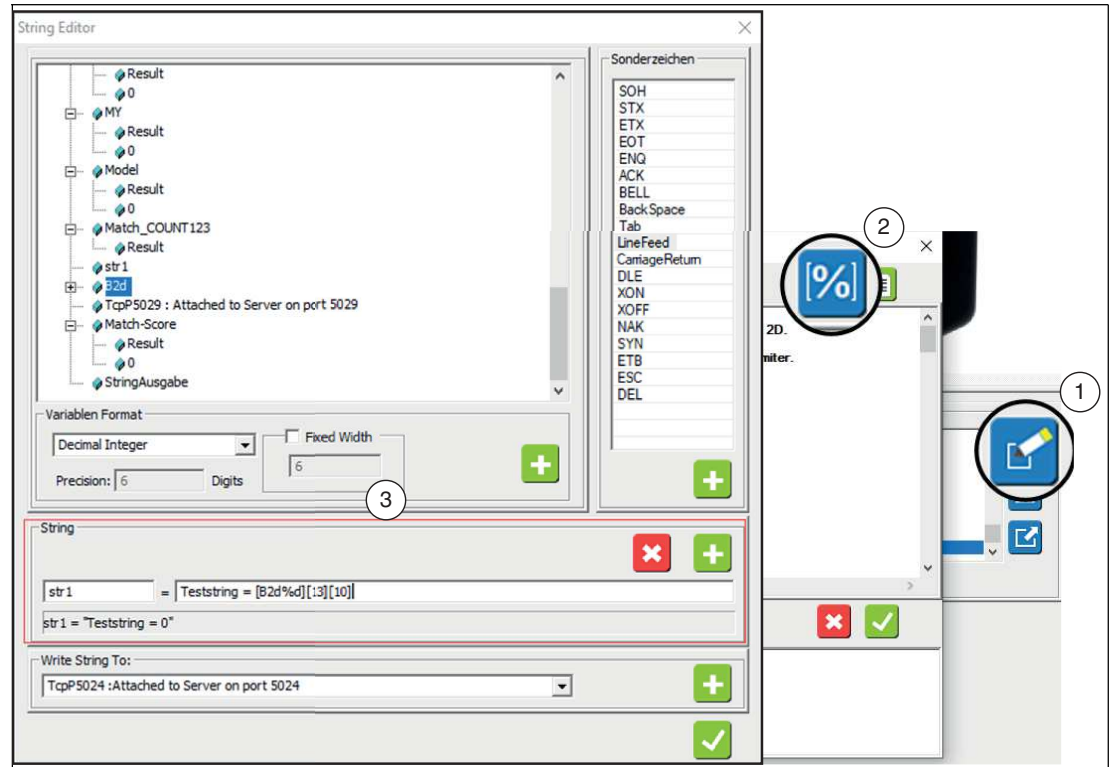 String Editor
Result
0
MY
Result
0
Model
Result
0
Match_COUNT123
Result
str1
B2d
TcpP5029 : Attached to Server on port 5029
Match-Score
Result
0
StringAusgabe
Sonderzeichen
SOH
STX
ETX
EOT
ENQ
ACK
BELL
BackSpace
Tab
LineFeed
CarriageReturn
DLE
XON
XOFF
NAK
SYN
ETB
ESC
DEL
Variablen Format
Decimal Integer
Fixed Width
6
Precision: 6 Digits
3
String
str1 = Teststring = [B2d%d][13][10]
str1 = "Teststring = 0"
Write String To:
TcpP5024 :Attached to Server on port 5024
2
[%]
2D.
miter.
1